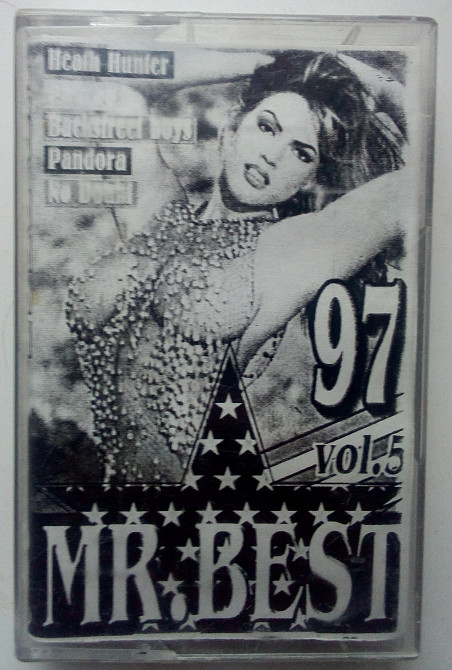 Heath Hunter
Backstreet boys
Pandora
No Doubt
97
vol.5
MR.BEST